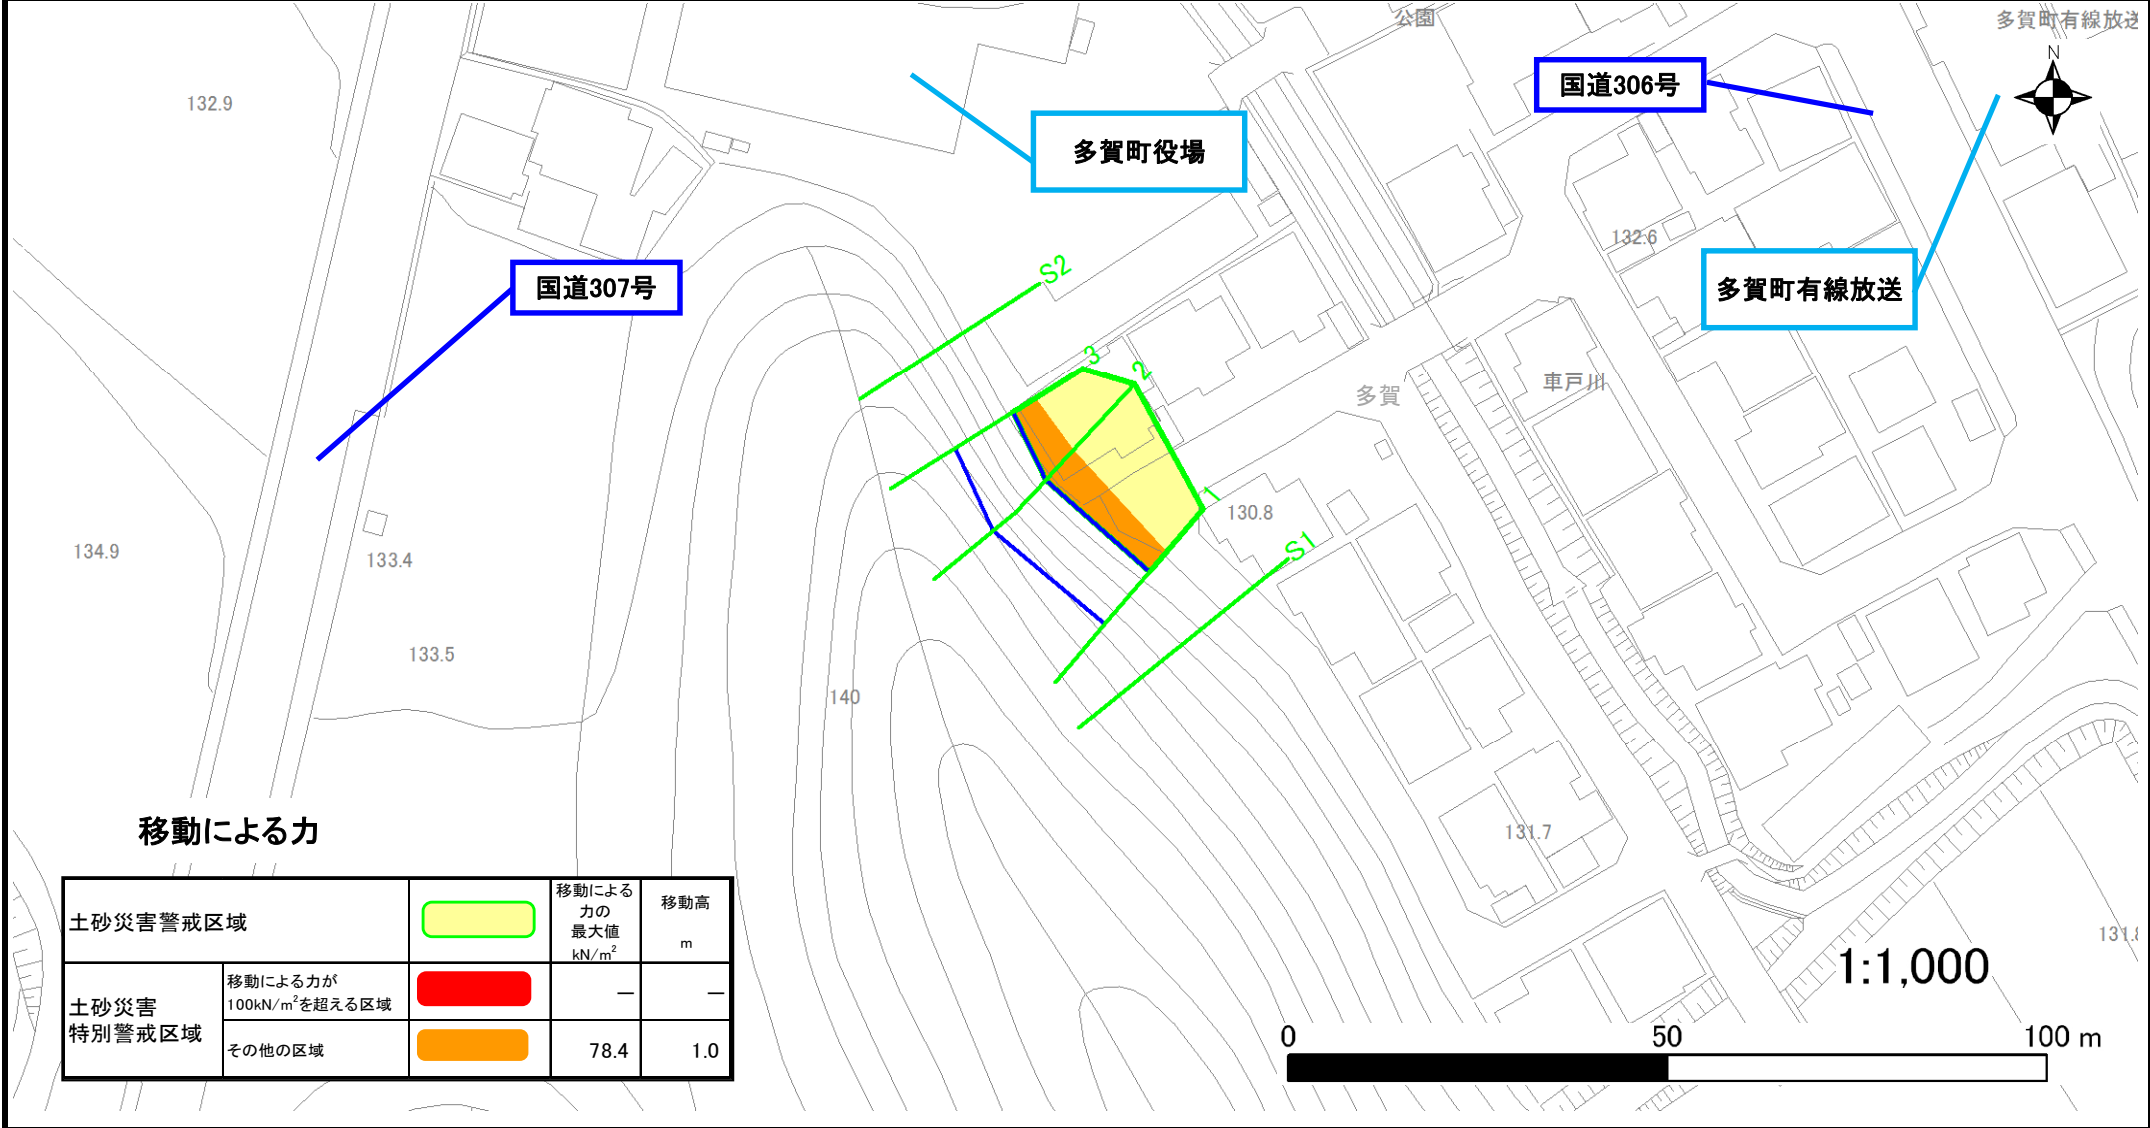 公園
多賀町有線放送
N
132.9
国道306号
多賀町役場
132.6
S2
国道307号
多賀町有線放送
3
2
多賀
車戸川
1
130.8
S1
134.9
133.4
133.5
140
131.7
131.8
移動による力
土砂災害警戒区域
移動による
力の
最大値
kN/m²
移動高
m
土砂災害
特別警戒区域
移動による力が
100kN/m²を超える区域
―
―
その他の区域
78.4
1.0
1:1,000
0
50
100 m